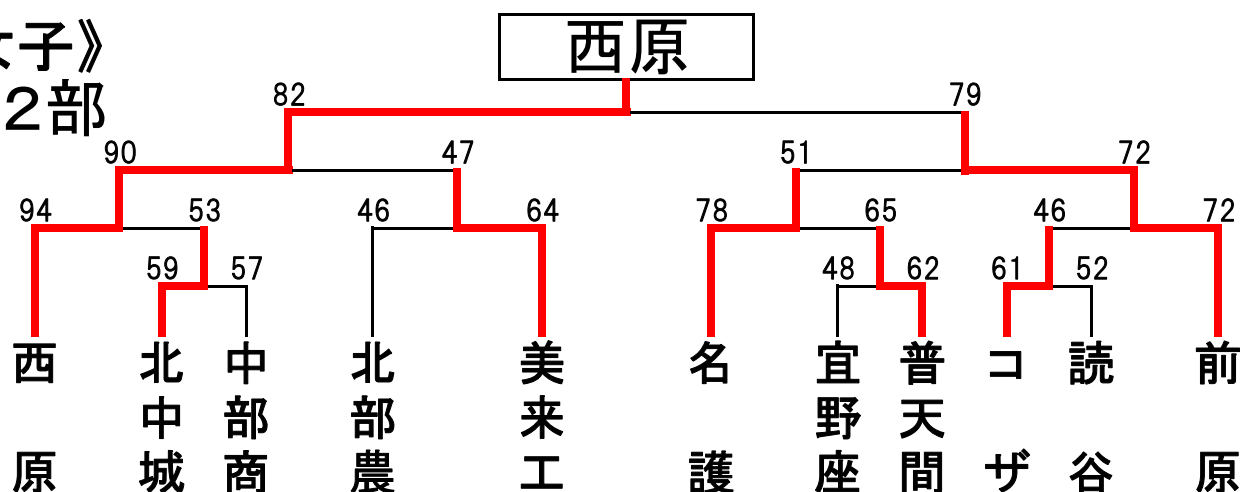 女子》
2部
西原
82 79
90 47 51 72
94 53 46 64 78 65 46 72
59 57 48 62 61 52
西原
北中城
中部商
北部農
美来工
名護
宜野座
普天間
コザ
読谷
前原